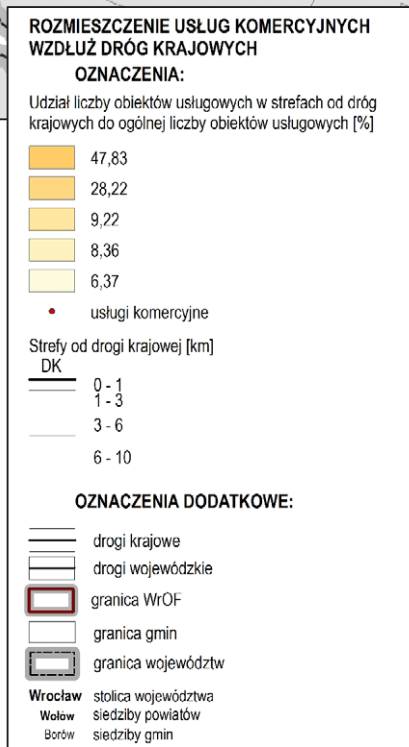 ROZMIESZCZENIE USŁUG KOMERCYJNYCH
WZDŁUŻ DRÓG KRAJOWYCH
OZNACZENIA:
Udział liczby obiektów usługowych w strefach od dróg
krajowych do ogólnej liczby obiektów usługowych [%]
47,83
28,22
9,22
8,36
6,37
usługi komercyjne
Strefy od drogi krajowej [km]
DK
0 - 1
1 - 3
3 - 6
6 - 10
OZNACZENIA DODATKOWE:
drogi krajowe
drogi wojewódzkie
granica WrOF
granica gmin
granica województw
Wrocław stolica województwa
Wołów siedziby powiatów
Borów siedziby gmin